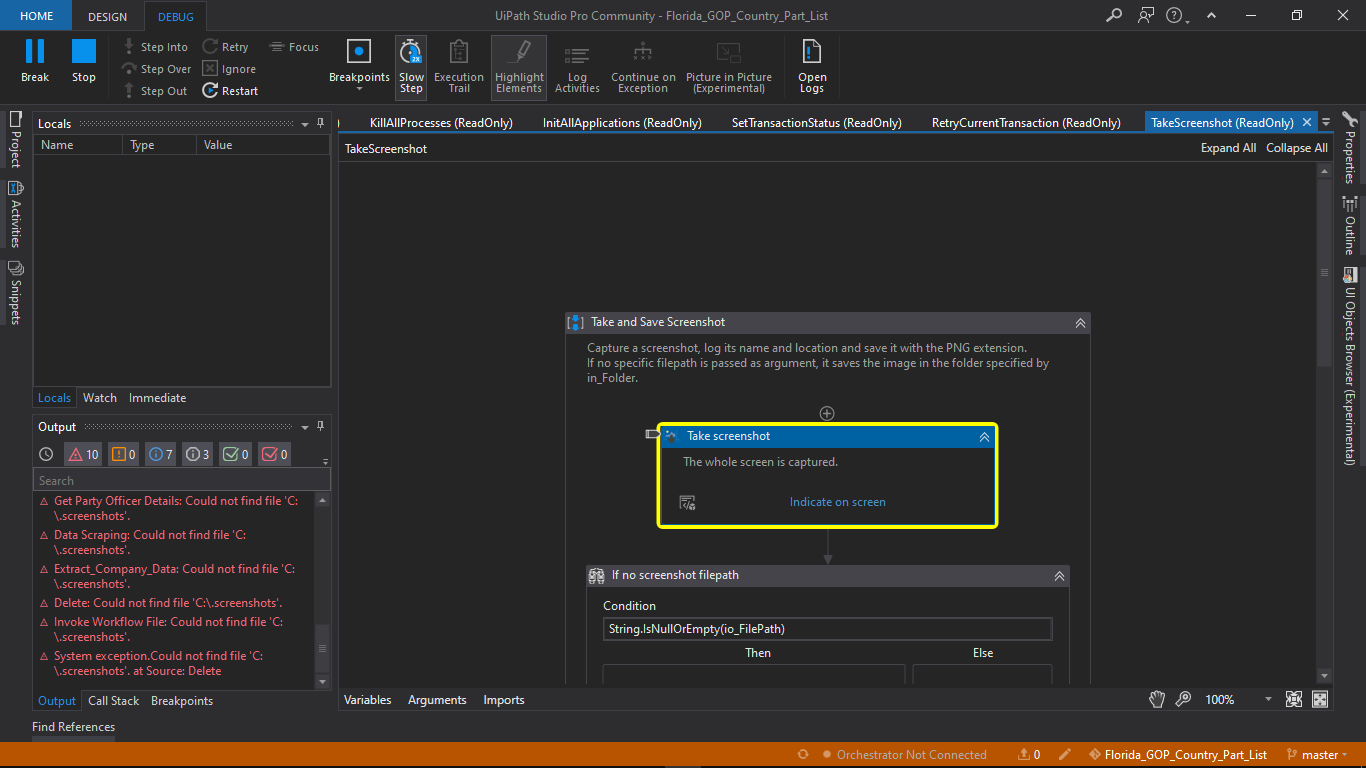 HOME DESIGN DEBUG UiPath Studio Pro Community - Florida_GOP_Country_Part_List
Break
Stop
Step Into
Step Over
Step Out
Retry
Ignore
Restart
Focus
Breakpoints
2X
Slow
Step
Execution
Trail
Highlight
Elements
Log
Activities
Continue on
Exception
Picture in Picture
(Experimental)
Open
Logs
Project
Activities
Snippets
Locals
Name Type Value
Locals Watch Immediate
Output
10 0 7 3 0 0
Search
Get Party Officer Details: Could not find file 'C:
\.screenshots'.
Data Scraping: Could not find file 'C:
\.screenshots'.
Extract_Company_Data: Could not find file 'C:
\.screenshots'.
Delete: Could not find file 'C:\.screenshots'.
Invoke Workflow File: Could not find file 'C:
\.screenshots'.
System exception.Could not find file 'C:
\.screenshots'. at Source: Delete
Output Call Stack Breakpoints
Find References
) KillAllProcesses (ReadOnly) InitAllApplications (ReadOnly) SetTransactionStatus (ReadOnly) RetryCurrentTransaction (ReadOnly) TakeScreenshot (ReadOnly)
TakeScreenshot Expand All Collapse All
Take and Save Screenshot
Capture a screenshot, log its name and location and save it with the PNG extension.
If no specific filepath is passed as argument, it saves the image in the folder specified by
in_Folder.
Take screenshot
The whole screen is captured.
Indicate on screen
If no screenshot filepath
Condition
String.IsNullOrEmpty(io_FilePath)
Then Else
Variables Arguments Imports 100%
Properties
Outline
UI Objects Browser (Experimental)
Orchestrator Not Connected 0 Florida_GOP_Country_Part_List master